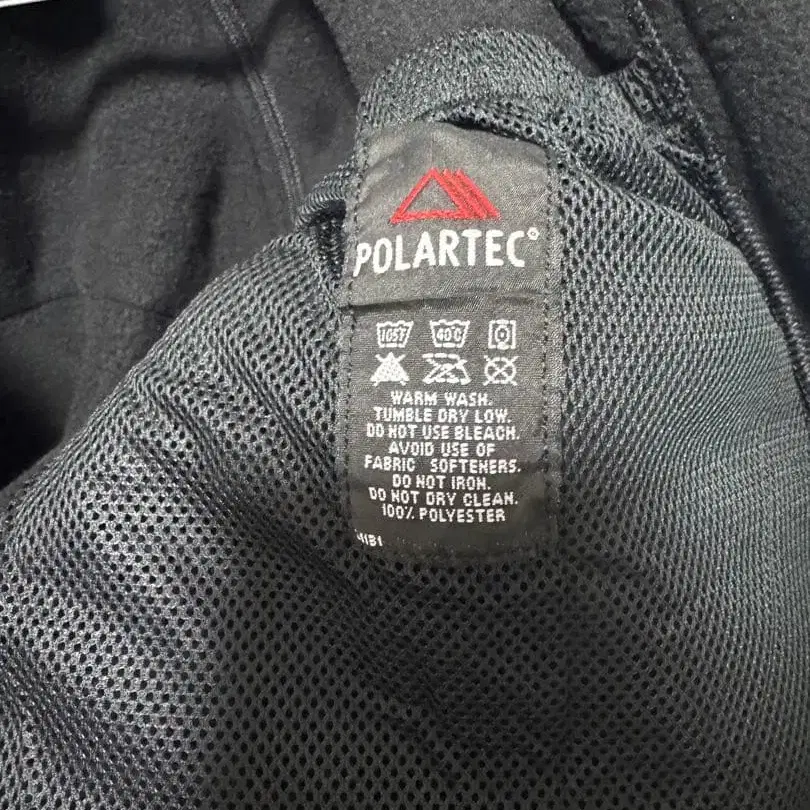 POLARTEC®
105F 40C
WARM WASH.
TUMBLE DRY LOW.
DO NOT USE BLEACH.
AVOID USE OF
FABRIC SOFTENERS.
DO NOT IRON.
DO NOT DRY CLEAN.
100% POLYESTER